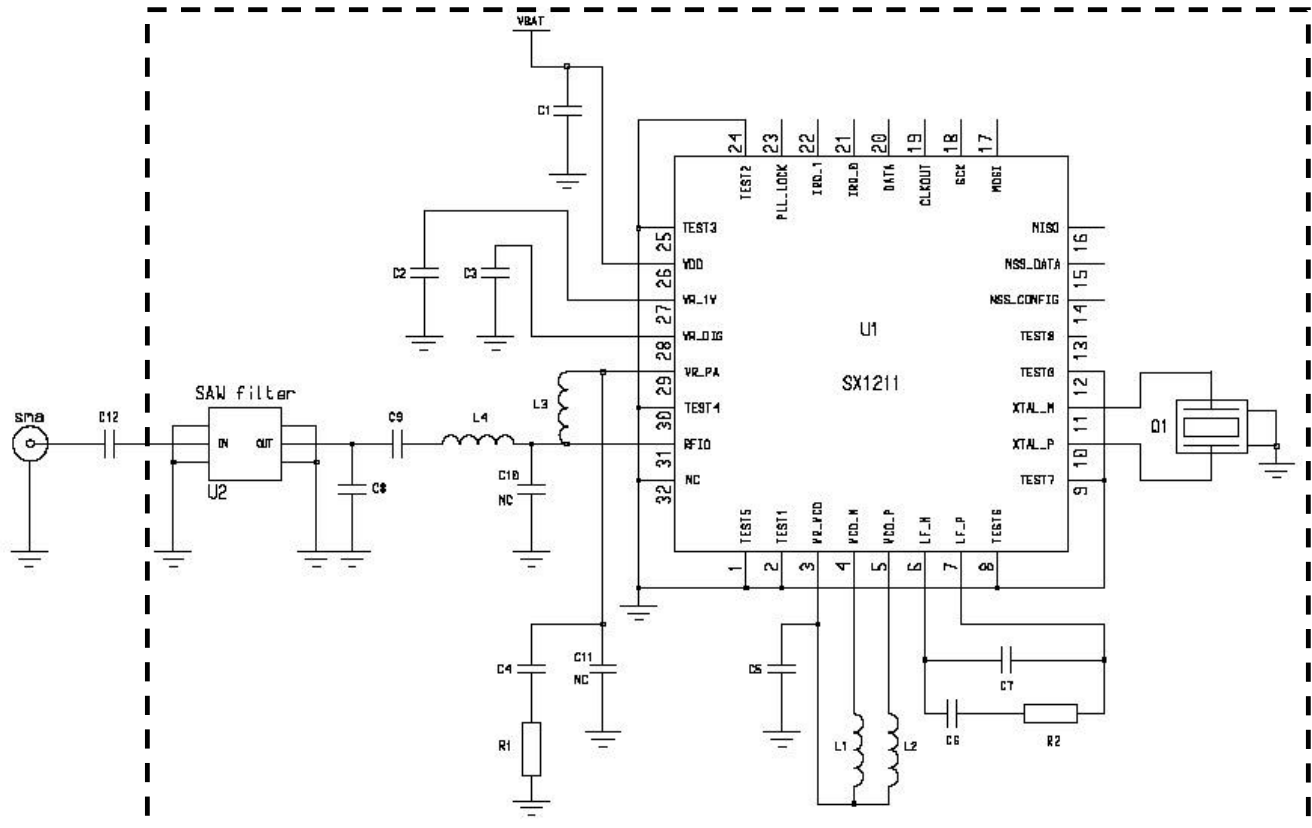 VBAT
C1
24
23
22
21
20
19
18
17
TEST2
PLL_LOCK
IRQ_1
IRQ_0
DATA
CLKOUT
SCK
MOSI
TEST3
25
MISO
16
VDD
26
NSS_DATA
15
C2
C3
VR_1V
27
NSS_CONFIG
14
U1
VR_DIG
28
TEST8
13
VR_PA
29
SX1211
TEST0
12
SAW filter
L3
TEST4
30
XTAL_M
11
sma
C12
IN
OUT
C9
L4
RFIO
31
Q1
XTAL_P
10
U2
C8
C10
NC
NC
32
TEST7
9
TEST5
TEST1
VR_VCO
VCO_M
VCO_P
LF_M
LF_P
TEST6
1
2
3
4
5
6
7
8
C4
C11
NC
C5
C7
R1
L1
L2
C6
R2